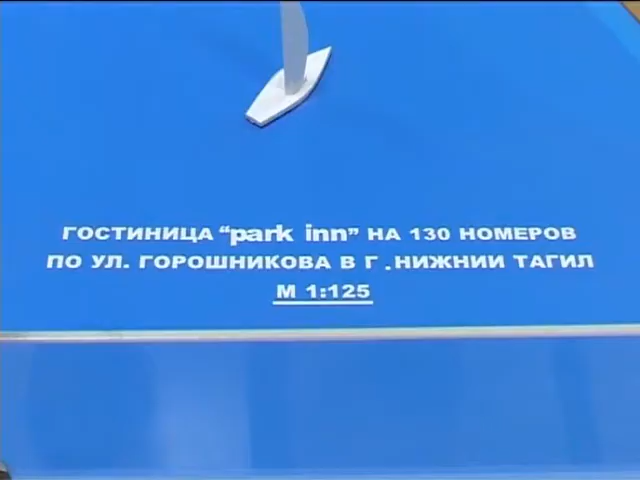 ГОСТИНИЦА “park inn” НА 130 НОМЕРОВ
ПО УЛ. ГОРОШНИКОВА В Г . НИЖНИИ ТАГИЛ
М 1:125